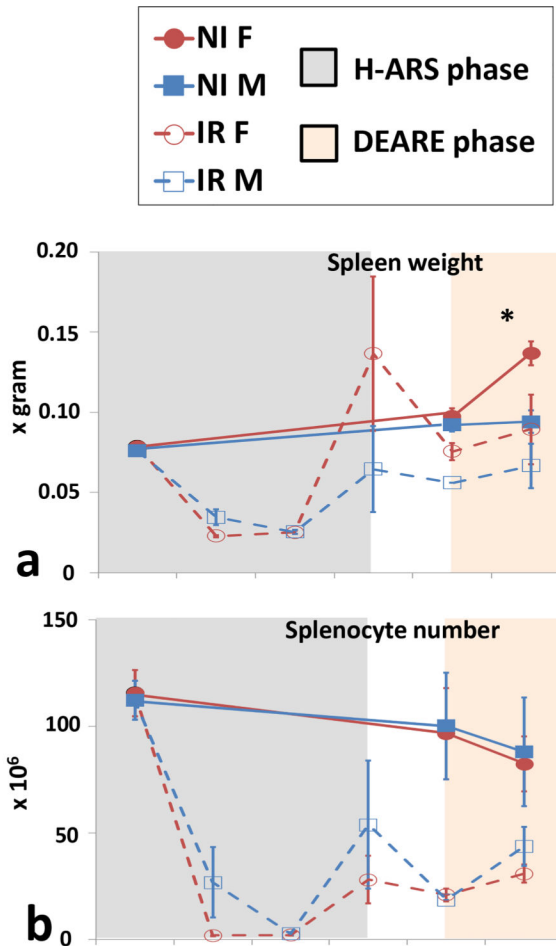 NI F
NI M
IR F
IR M
H-ARS phase
DEARE phase
Spleen weight
0.20
0.15
0.10
0.05
0
x gram
*
a
Splenocyte number
150
100
50
0
x 10⁶
b